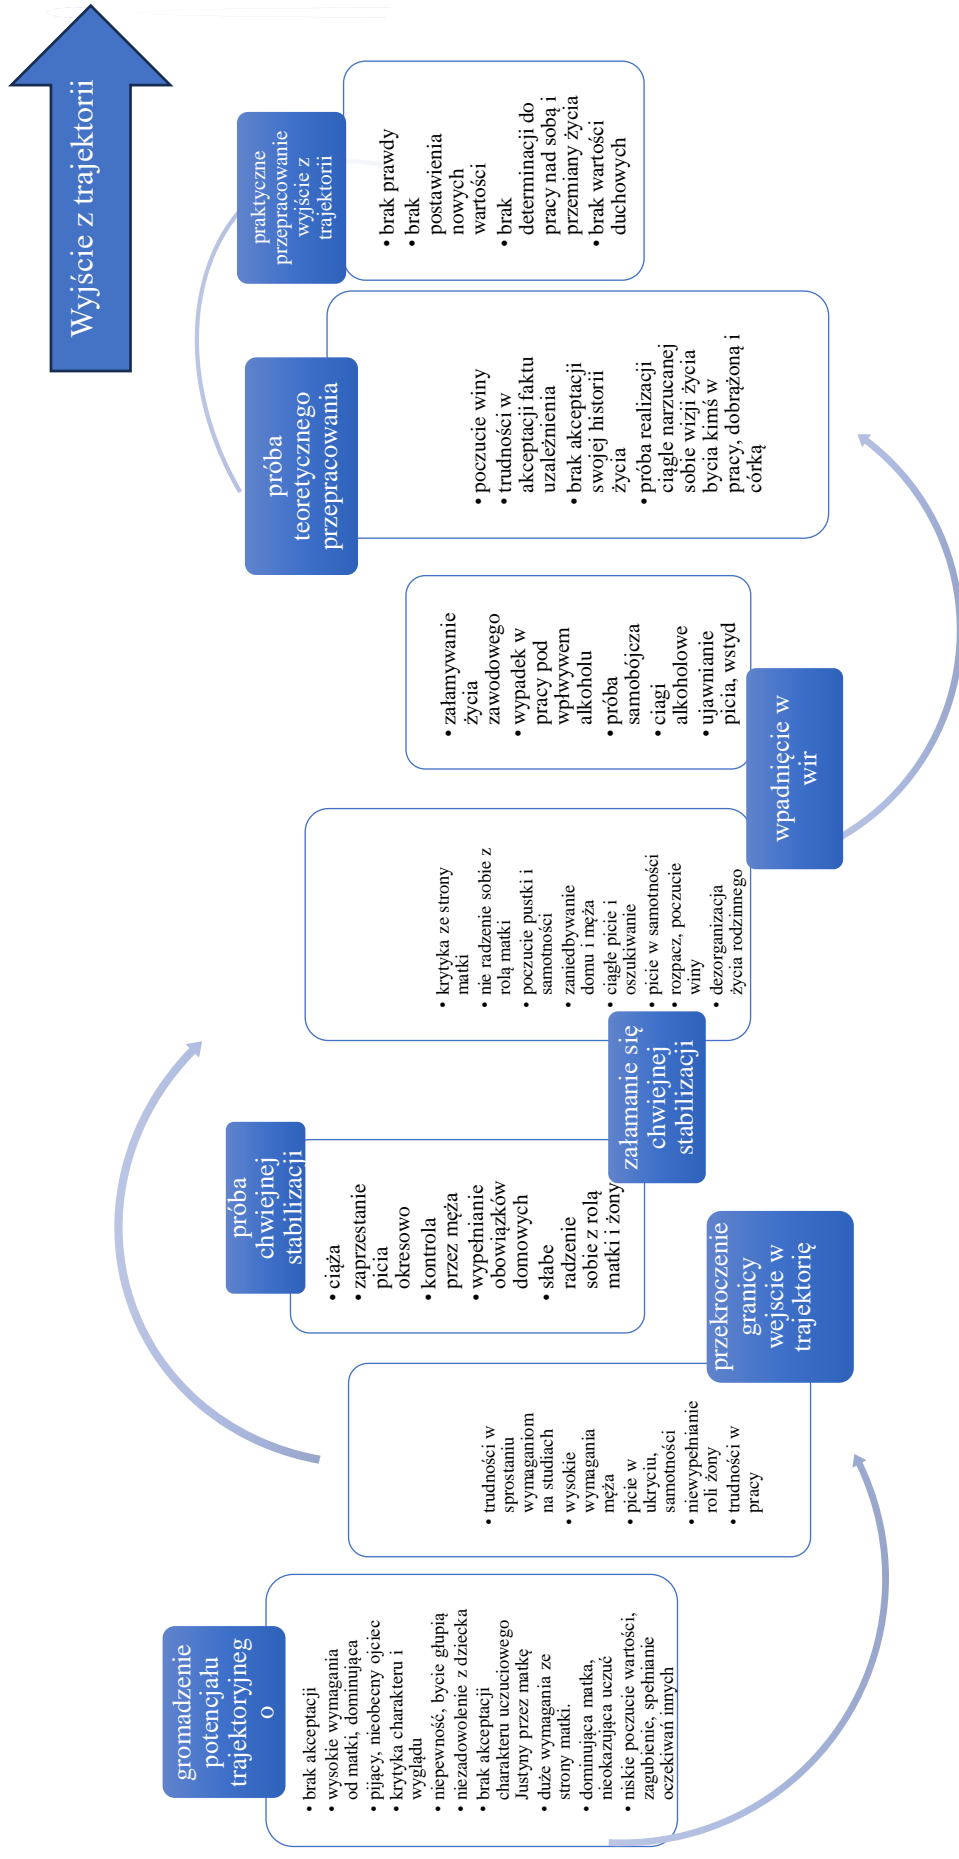 gromadzenie
potencjału
trajektoryjneg
o
• brak akceptacji
• wysokie wymagania
od matki, dominująca
• pijący, nieobecny ojciec
• krytyka charakteru i
wyglądu
• niepewność, bycie głupią
• niezadowolenie z dziecka
• brak akceptacji
charakteru uczuciowego
Justyny przez matkę
• duże wymagania ze
strony matki.
• dominująca matka,
nieokazująca uczuć
• niskie poczucie wartości,
zagubienie, spełnianie
oczekiwań innych
• trudności w
sprostaniu
wymaganiom
na studiach
• wysokie
wymagania
męża
• picie w
ukryciu,
samotności
• niewypełnianie
roli żony
• trudności w
pracy
przekroczenie
granicy
wejście w
trajektorię
próba
chwiejnej
stabilizacji
• ciąża
• zaprzestanie
picia
okresowo
• kontrola
przez męża
• wypełnianie
obowiązków
domowych
• słabe
radzenie
sobie z rolą
matki i żony
• krytyka ze strony
matki
• nie radzenie sobie z
rolą matki
• poczucie pustki i
samotności
• zaniedbywanie
domu i męża
• ciągłe picie i
oszukiwanie
• picie w samotności
• rozpacz, poczucie
winy
• dezorganizacja
życia rodzinnego
załamanie się
chwiejnej
stabilizacji
• załamywanie
życia
zawodowego
• wypadek w
pracy pod
wpłwywem
alkoholu
• próba
samobójcza
• ciągi
alkoholowe
• ujawnianie
picia, wstyd
wpadnięcie w
wir
próba
teoretycznego
przepracowania
• poczucie winy
• trudności w
akceptacji faktu
uzależnienia
• brak akceptacji
swojej historii
życia
• próba realizacji
ciągle narzucanej
sobie wizji życia
bycia kimś w
pracy, dobrą żoną i
córką
praktyczne
przepracowanie
wyjście z
trajektorii
• brak prawdy
• brak
postawienia
nowych
wartości
• brak
determinacji do
pracy nad sobą i
przemiany życia
• brak wartości
duchowych
Wyjście z trajektorii